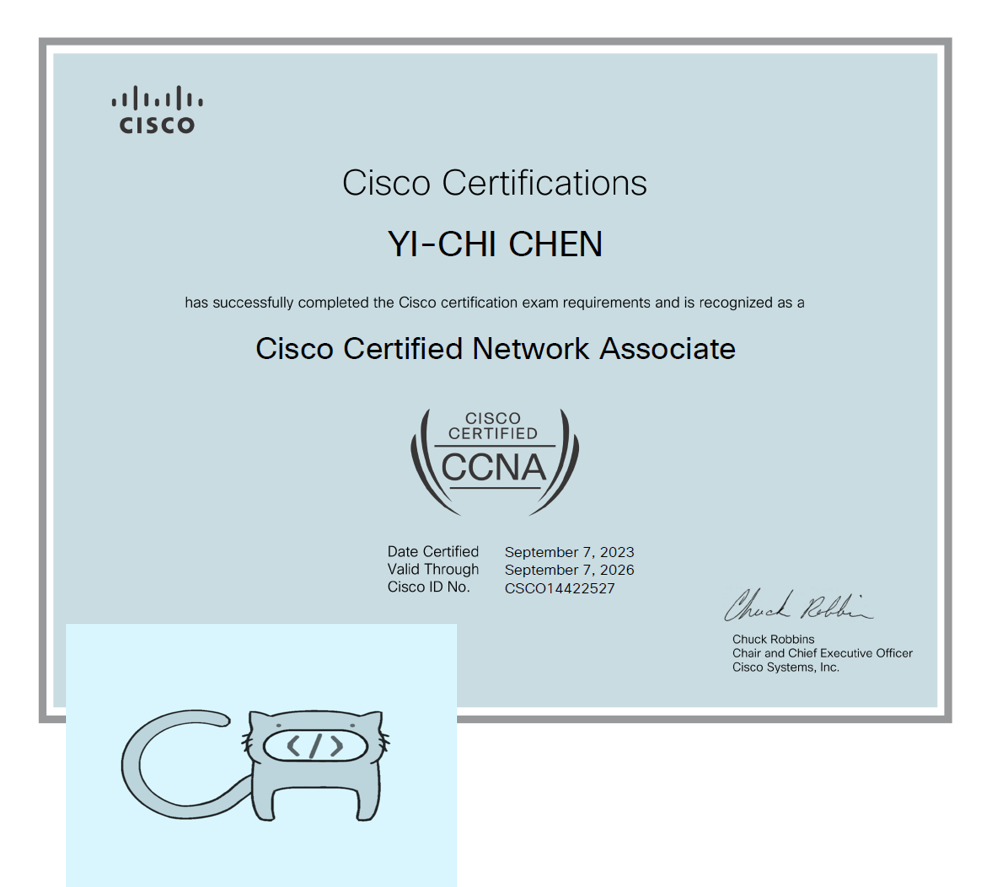 CISCO
Cisco Certifications
YI-CHI CHEN
has successfully completed the Cisco certification exam requirements and is recognized as a
Cisco Certified Network Associate
CISCO
CERTIFIED
CCNA
Date Certified September 7, 2023
Valid Through September 7, 2026
Cisco ID No. CSCO14422527
Chuck Robbins
Chuck Robbins
Chair and Chief Executive Officer
Cisco Systems, Inc.
</>